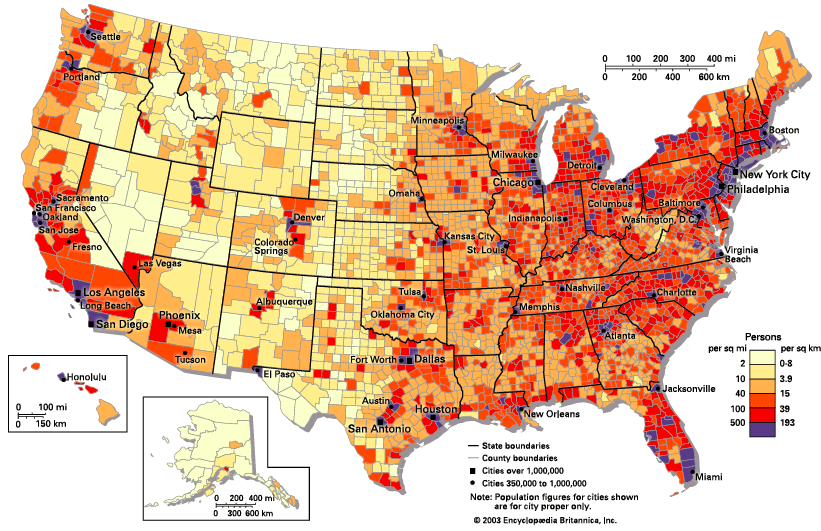 Seattle
Portland
0 200 400 mi
0 200 400 600 km
Minneapolis
Boston
Milwaukee
Detroit
New York City
Chicago
Cleveland
Philadelphia
Omaha
Columbus
Baltimore
Sacramento
San Francisco
Oakland
Denver
Indianapolis
Washington, D.C.
San Jose
Colorado
Springs
Kansas City
St. Louis
Virginia
Beach
Fresno
Las Vegas
Tulsa
Nashville
Los Angeles
Long Beach
Albuquerque
Oklahoma City
Memphis
Charlotte
Phoenix
San Diego
Mesa
Atlanta
Tucson
Fort Worth
Dallas
El Paso
Honolulu
0 100 mi
0 150 km
Austin
Houston
San Antonio
New Orleans
Jacksonville
Miami
0 200 400 mi
0 300 600 km
Persons
per sq mi per sq km
2 0-8
10 3.9
40 15
100 39
500 193
State boundaries
County boundaries
Cities over 1,000,000
Cities 350,000 to 1,000,000
Note: Population figures for cities shown
are for city proper only.
© 2003 Encyclopædia Britannica, Inc.